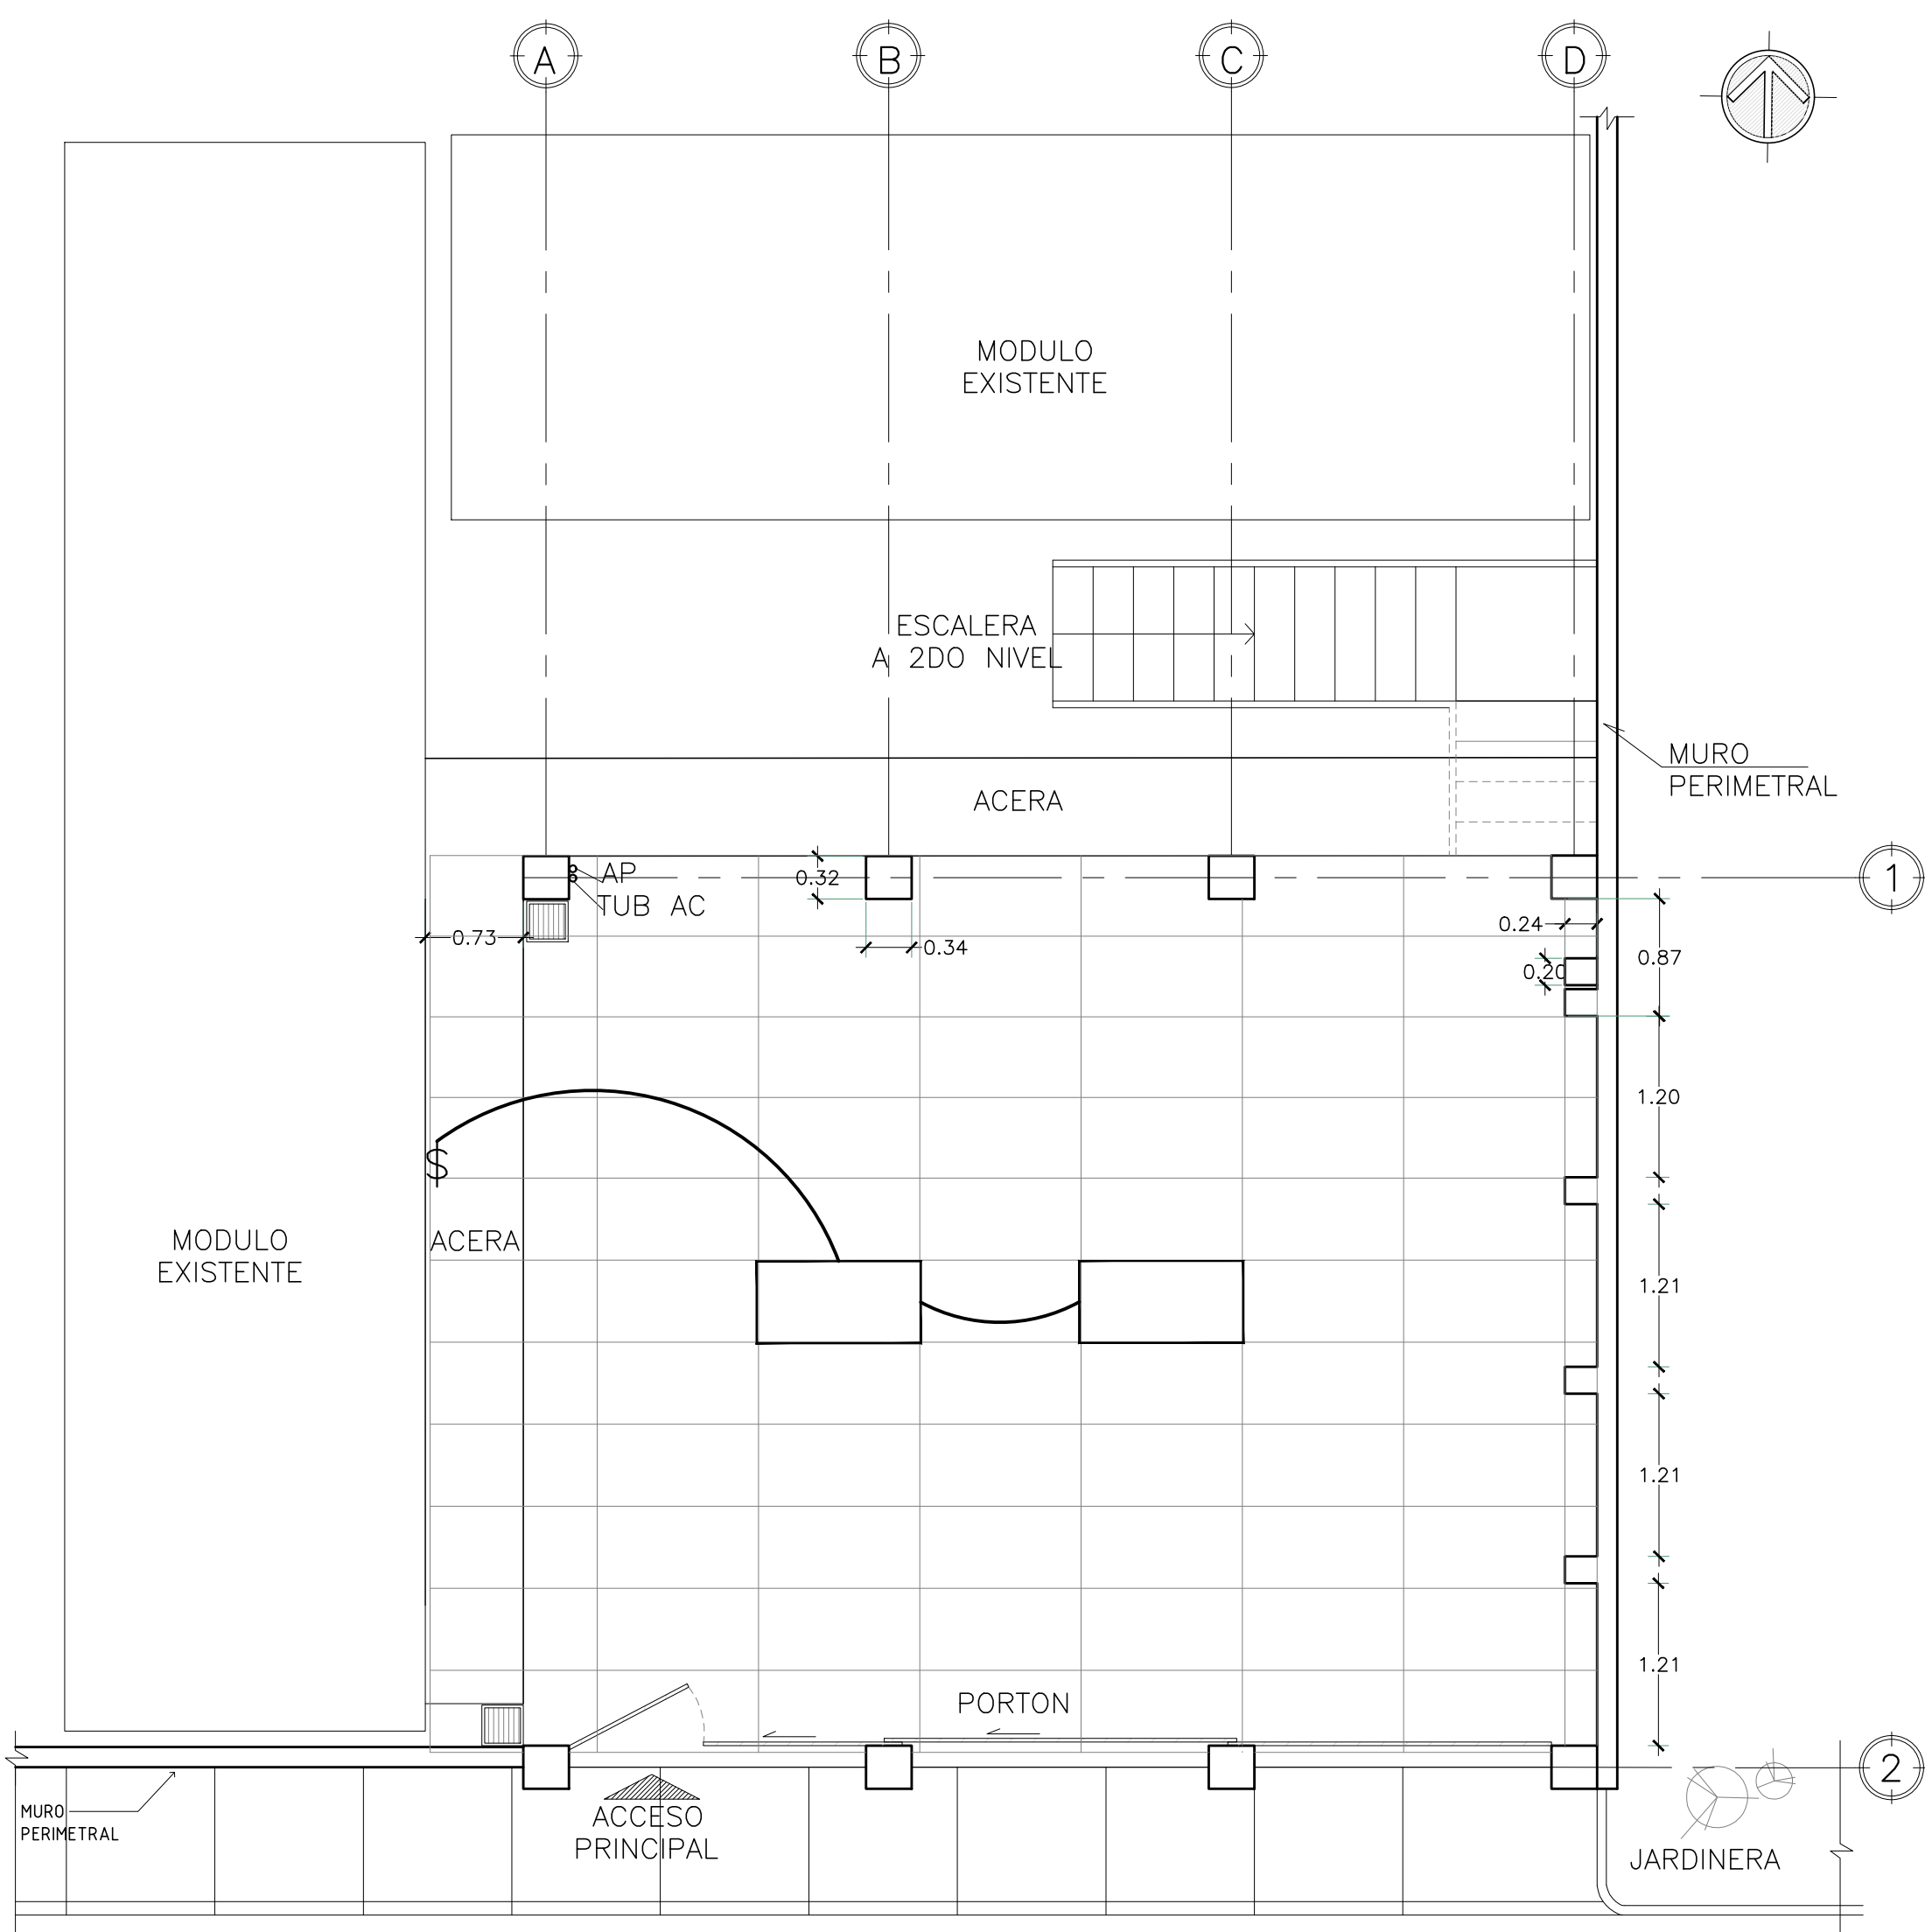 A
B
C
D
MODULO
EXISTENTE
ESCALERA
A 2DO NIVEL
MURO
PERIMETRAL
ACERA
AP
TUB AC
0.32
1
0.73
0.34
0.24
0.87
0.20
1.20
$
ACERA
MODULO
EXISTENTE
1.21
1.21
1.21
PORTON
2
MURO
PERIMETRAL
ACCESO
PRINCIPAL
JARDINERA